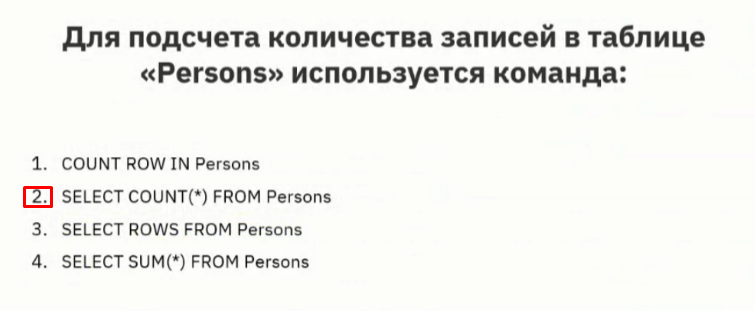 Для подсчета количества записей в таблице
«Persons» используется команда:
1. COUNT ROW IN Persons
2. SELECT COUNT(*) FROM Persons
3. SELECT ROWS FROM Persons
4. SELECT SUM(*) FROM Persons